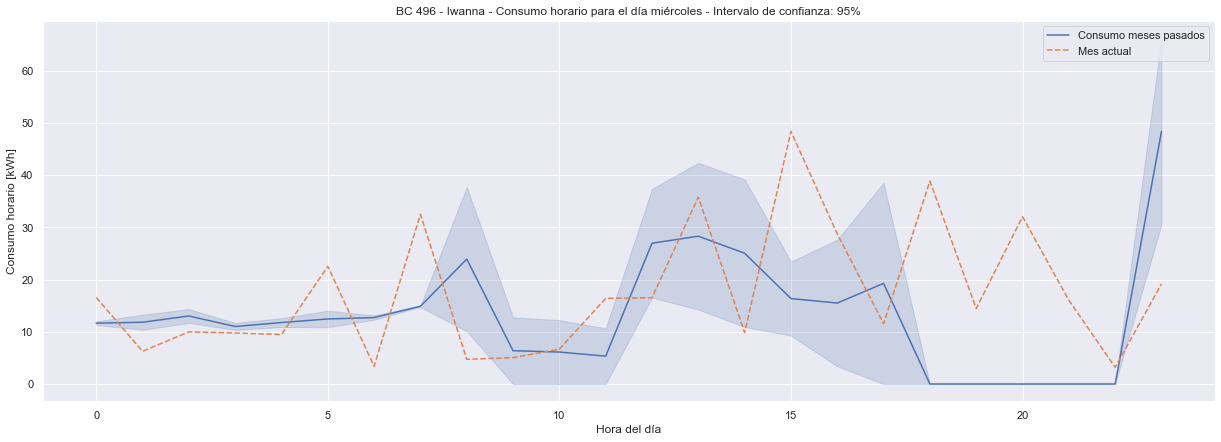 BC 496 - Iwanna - Consumo horario para el día miércoles - Intervalo de confianza: 95%
Consumo meses pasados
Mes actual
Consumo horario [kWh]
60
50
40
30
20
10
0
0 5 10 15 20
Hora del día